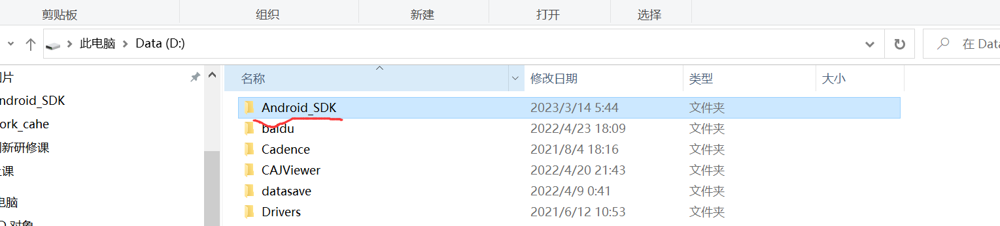 剪贴板 组织 新建 打开 选择
此电脑 Data (D:) 在 Data
名称 修改日期 类型 大小
片
ndroid_SDK
ork_cahe
新研修课
课
电脑
D 对象
Android_SDK 2023/3/14 5:44 文件夹
baidu 2022/4/23 18:09 文件夹
Cadence 2021/8/4 18:16 文件夹
CAJViewer 2022/4/20 21:43 文件夹
datasave 2022/4/9 0:41 文件夹
Drivers 2021/6/12 10:53 文件夹